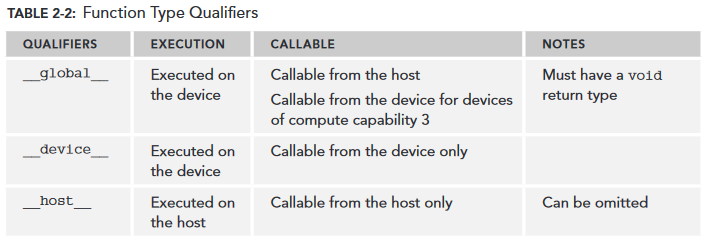 TABLE 2-2: Function Type Qualifiers
QUALIFIERS EXECUTION CALLABLE NOTES
__global__ Executed on the device Callable from the host Must have a void return type
Callable from the device for devices of compute capability 3
__device__ Executed on the device Callable from the device only
__host__ Executed on the host Callable from the host only Can be omitted